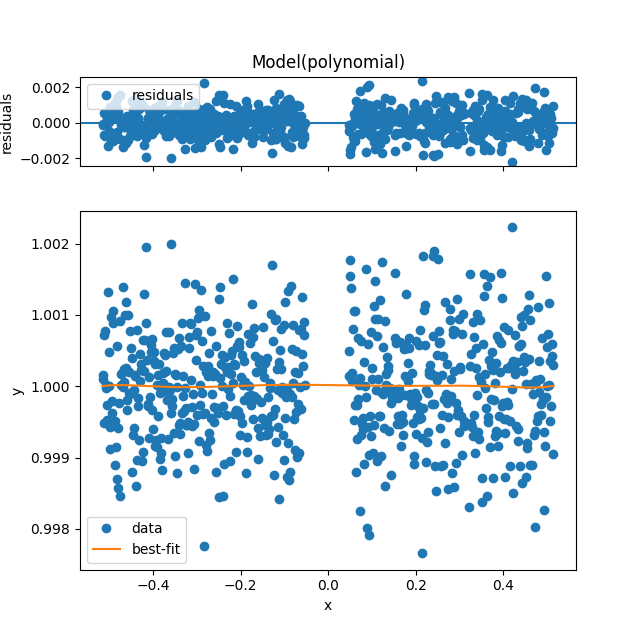 Model(polynomial)
residuals
0.002
0.000
−0.002
residuals
y
1.002
1.001
1.000
0.999
0.998
data
best-fit
−0.4
−0.2
0.0
0.2
0.4
x